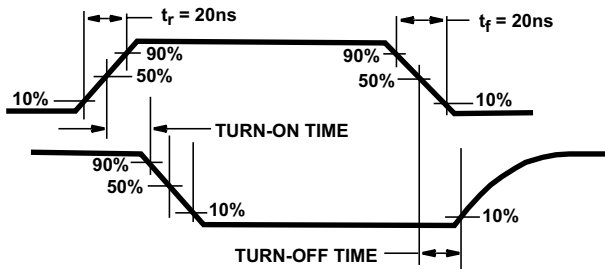 tr = 20ns
tf = 20ns
90%
90%
50%
50%
10%
10%
TURN-ON TIME
90%
50%
10%
10%
TURN-OFF TIME